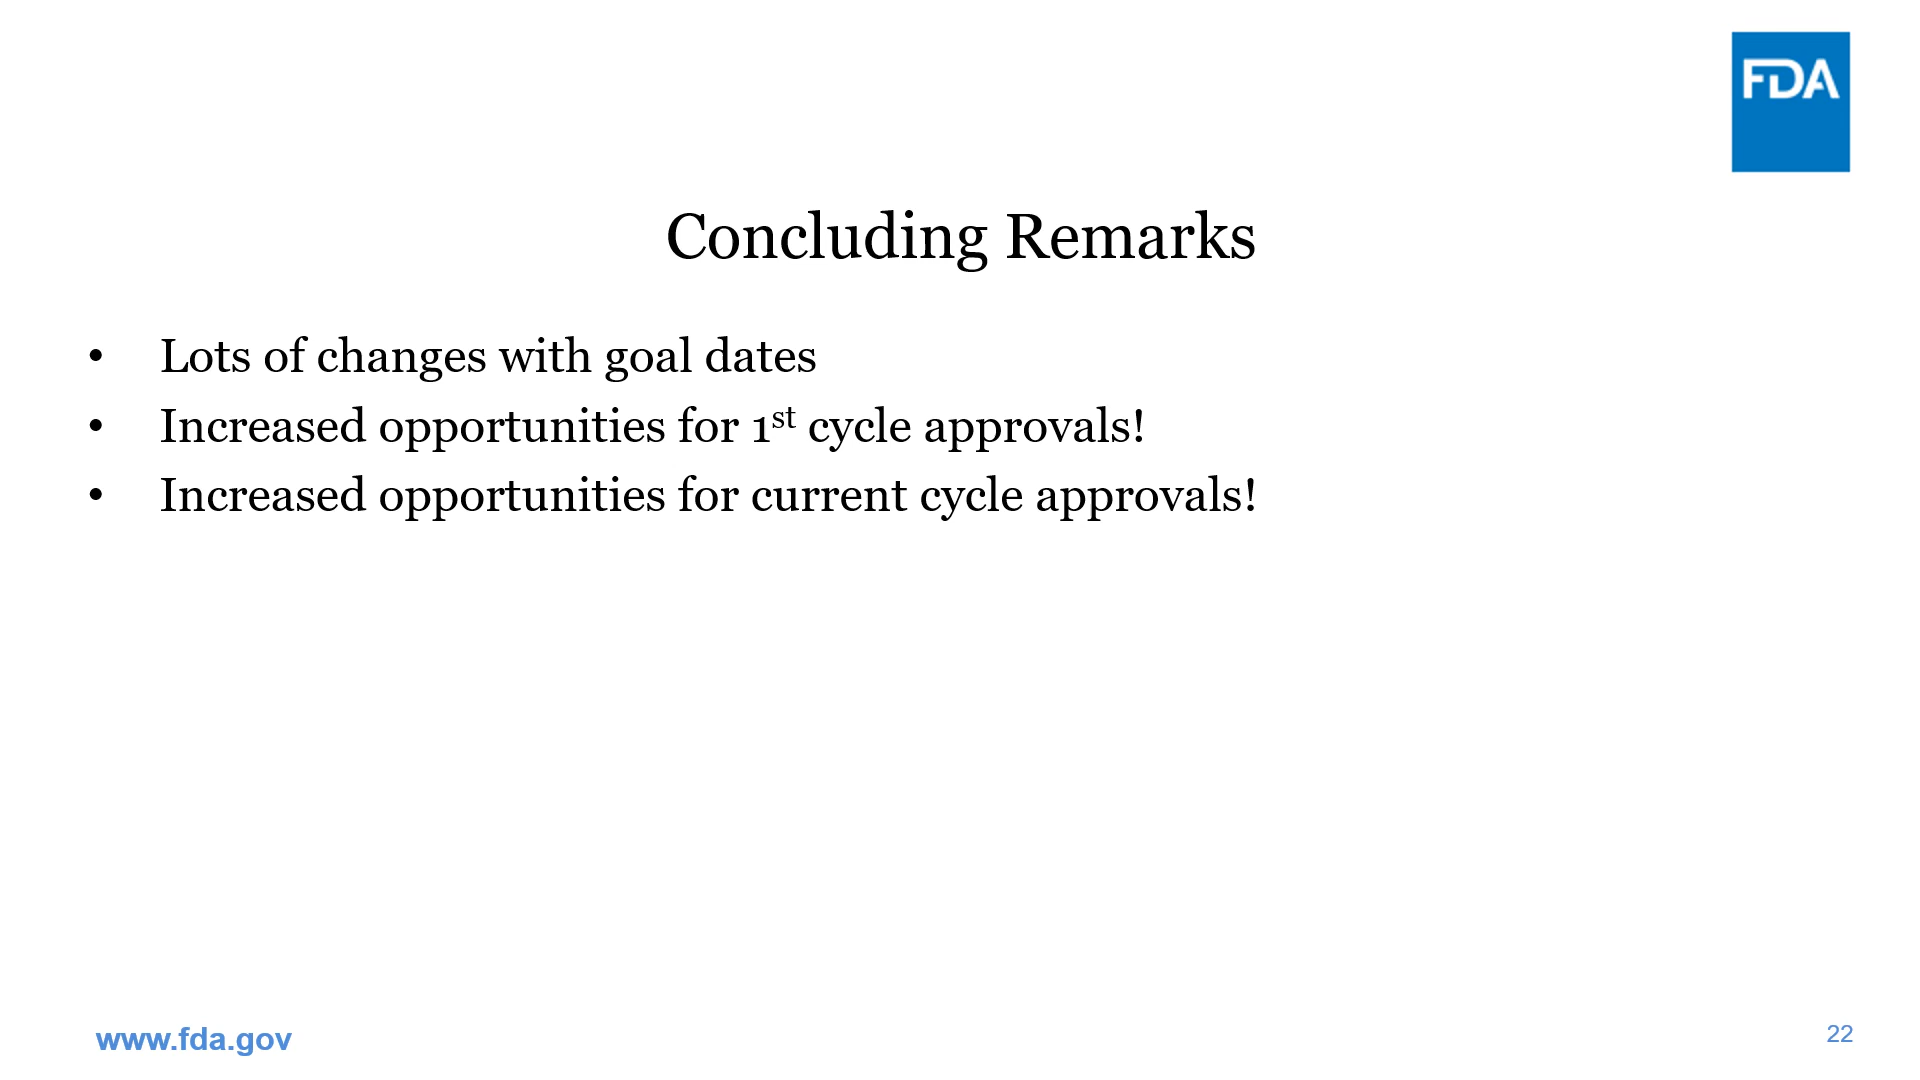 FDA
Concluding Remarks
• Lots of changes with goal dates
• Increased opportunities for 1st cycle approvals!
• Increased opportunities for current cycle approvals!
www.fda.gov
22